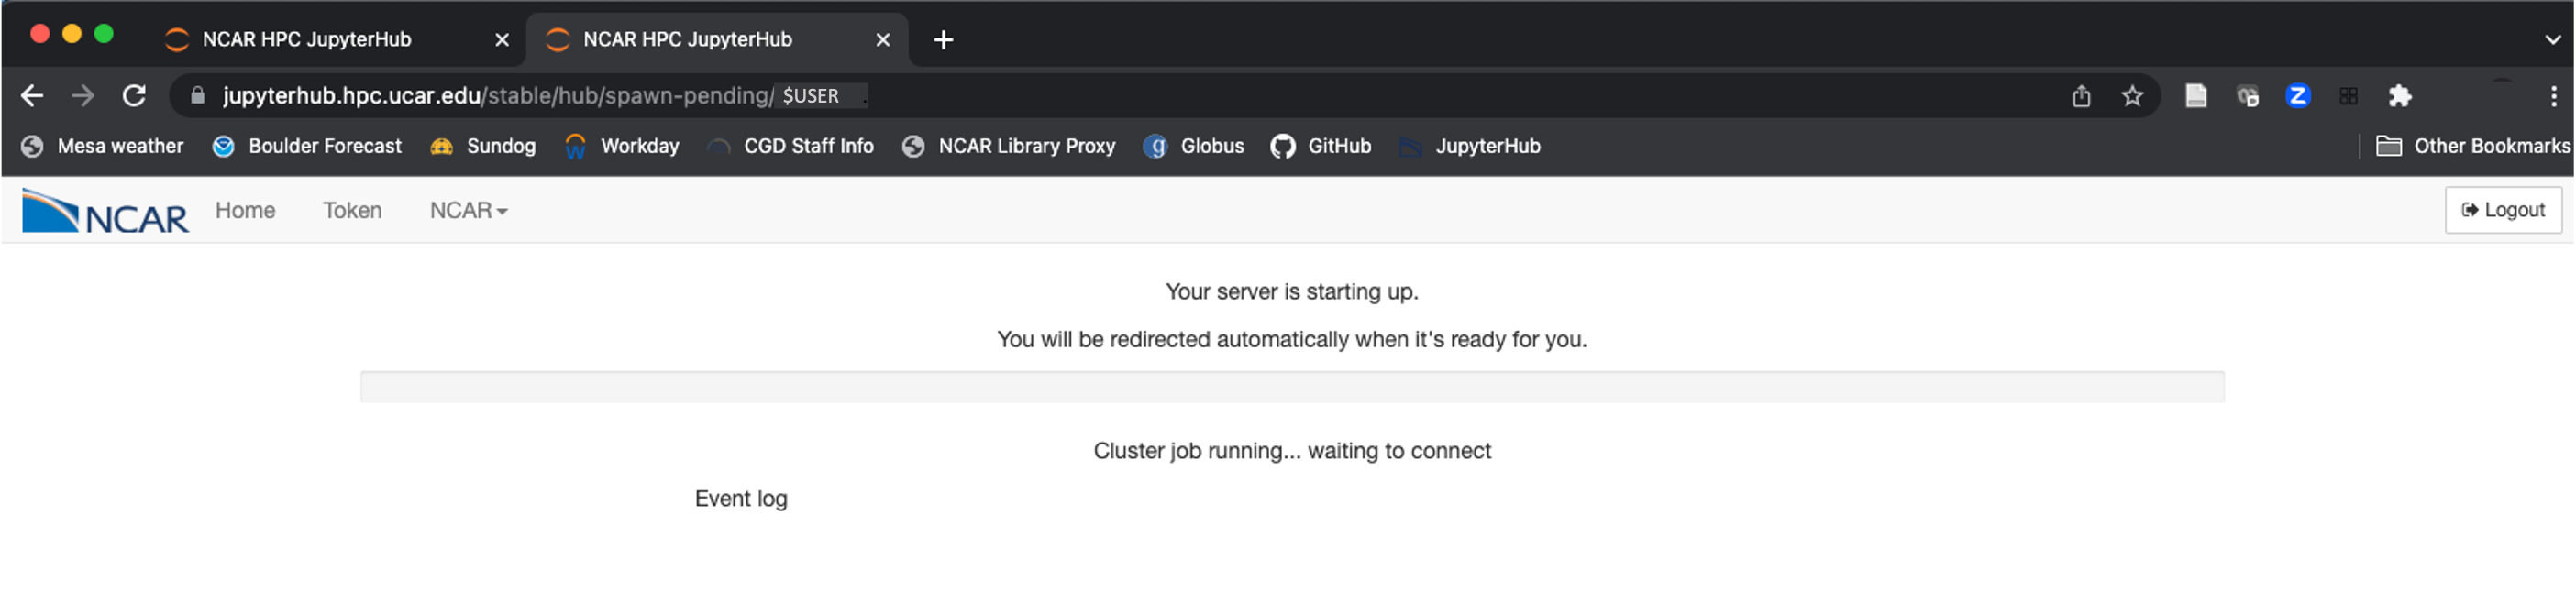 NCAR HPC JupyterHub NCAR HPC JupyterHub
jupyterhub.hpc.ucar.edu/stable/hub/spawn-pending/ $USER
Mesa weather Boulder Forecast Sundog Workday CGD Staff Info NCAR Library Proxy Globus GitHub JupyterHub Other Bookmarks
NCAR Home Token NCAR Logout
Your server is starting up.
You will be redirected automatically when it's ready for you.
Cluster job running... waiting to connect
Event log